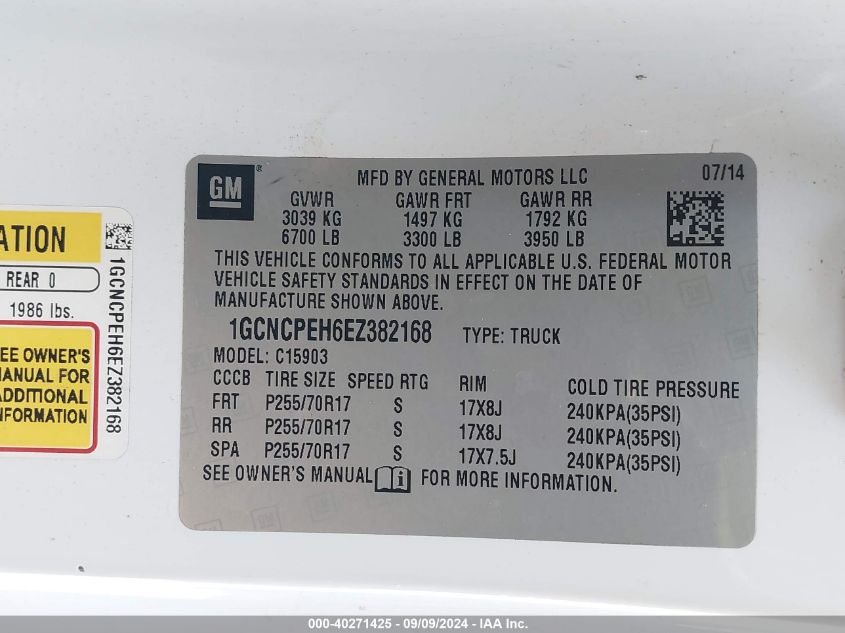 ATION
REAR 0
1986 lbs.
EE OWNER'S
ANUAL FOR
ADDITIONAL
NFORMATION
1GCNCPEH6EZ382168
GM®
MFD BY GENERAL MOTORS LLC
07/14
GVWR GAWR FRT GAWR RR
3039 KG 1497 KG 1792 KG
6700 LB 3300 LB 3950 LB
THIS VEHICLE CONFORMS TO ALL APPLICABLE U.S. FEDERAL MOTOR
VEHICLE SAFETY STANDARDS IN EFFECT ON THE DATE OF
MANUFACTURE SHOWN ABOVE.
1GCNCPEH6EZ382168 TYPE: TRUCK
MODEL: C15903
CCCB TIRE SIZE SPEED RTG RIM COLD TIRE PRESSURE
FRT P255/70R17 S 17X8J 240KPA(35PSI)
RR P255/70R17 S 17X8J 240KPA(35PSI)
SPA P255/70R17 S 17X7.5J 240KPA(35PSI)
SEE OWNER'S MANUAL FOR MORE INFORMATION.
000-40271425 - 09/09/2024 - IAA Inc.